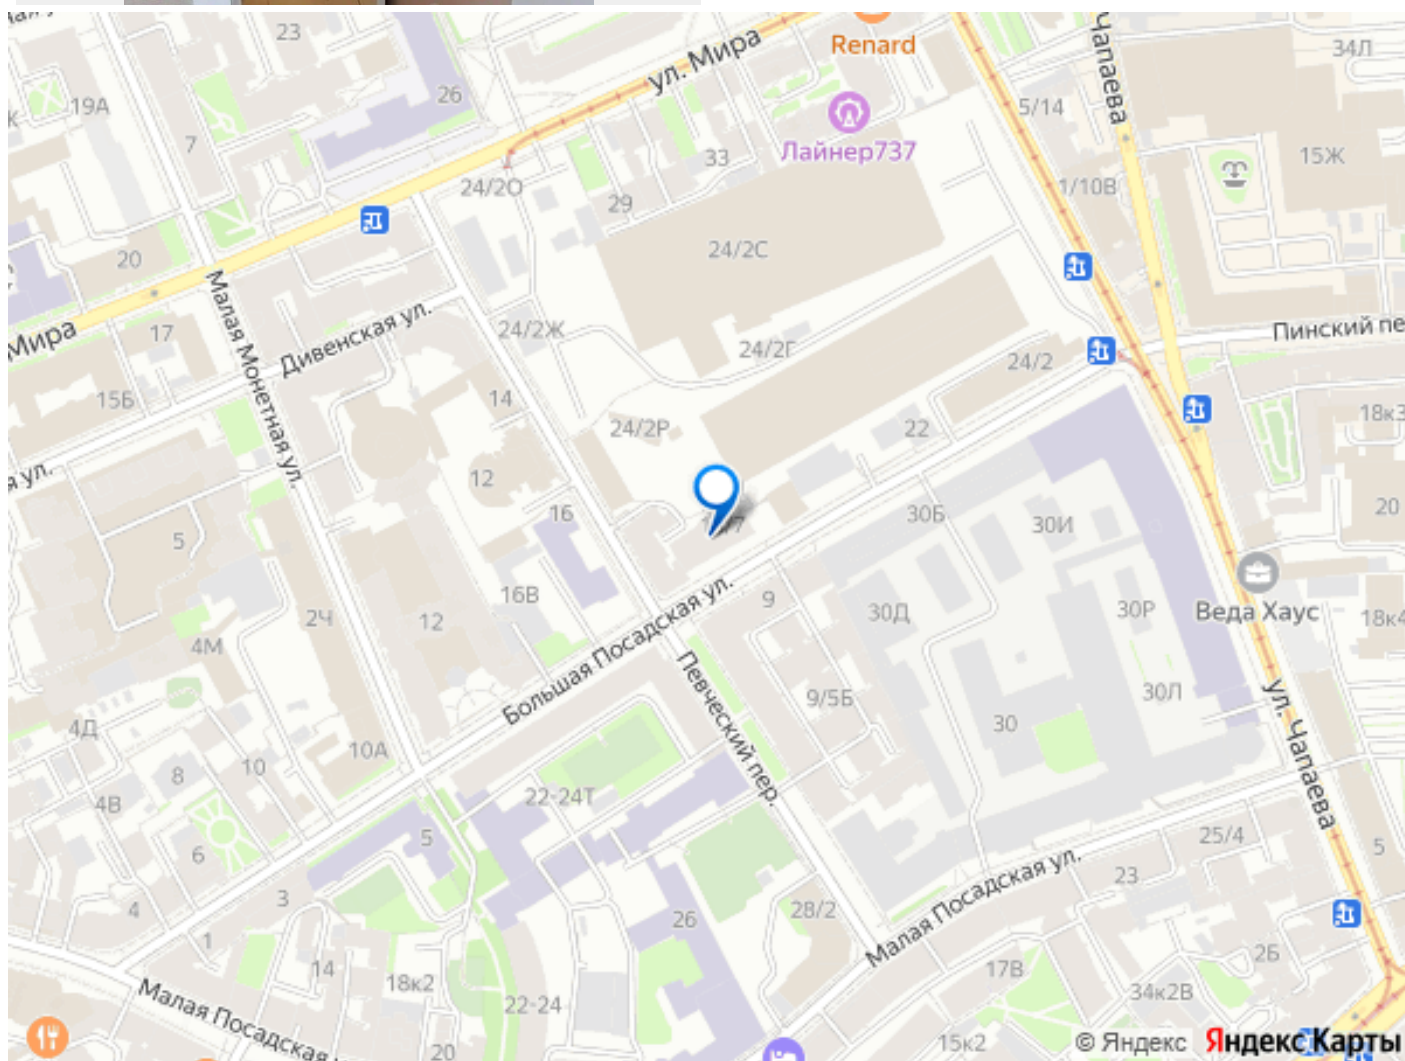 23
ул. Мира
Renard
Чапаева
34Л
19А
26
5/14
7
Лайнер737
33
15Ж
24/2О
1/10В
29
24/2С
20
Малая Монетная ул.
Мира
17
Дивенская ул.
24/2Ж
24/2Г
24/2
Пинский пе
15Б
14
24/2Р
22
18к3
я ул.
12
16
30Б
30И
20
5
16В
9
30Д
30Р
Веда Хаус
2Ч
12
18к4
4М
Большая Посадская ул.
Певческий пер.
9/5Б
30Л
ул. Чапаева
4Д
10А
30
8
10
22-24Т
4В
5
25/4
6
5
Малая Посадская ул.
23
3
4
26
28/2
1
2Б
14
18к2
17В
Малая Посадская
22-24
34к2В
20
15к2
© Яндекс Яндекс Карты